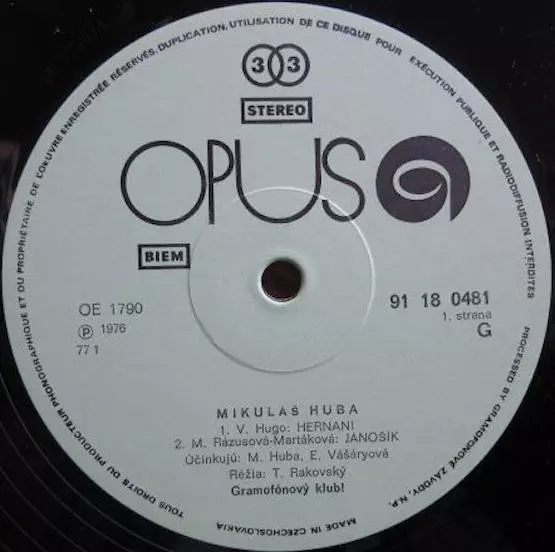 TOUS DROITS DU PRODUCTEUR PHONOGRAPHIQUE ET DU PROPRIÉTAIRE DE L'OEUVRE ENREGISTRÉE RÉSERVÉS. DUPLICATION, UTILISATION DE CE DISQUE POUR EXÉCUTION PUBLIQUE ET RADIODIFFUSION INTERDITES
33
STEREO
OPUS
BIEM
OE 1790
Ⓟ 1976
77 1
91 18 0481
1. strana
G
MIKULÁŠ HUBA
1. V. Hugo: HERNANI
2. M. Rázusová-Martáková: JÁNOŠÍK
Účinkujú: M. Huba, E. Vášáryová
Réžia: T. Rakovský
Gramofónový klub!
PROCESSED BY GRAMOFONOVÉ ZÁVODY, N.P.
MADE IN CZECHOSLOVAKIA